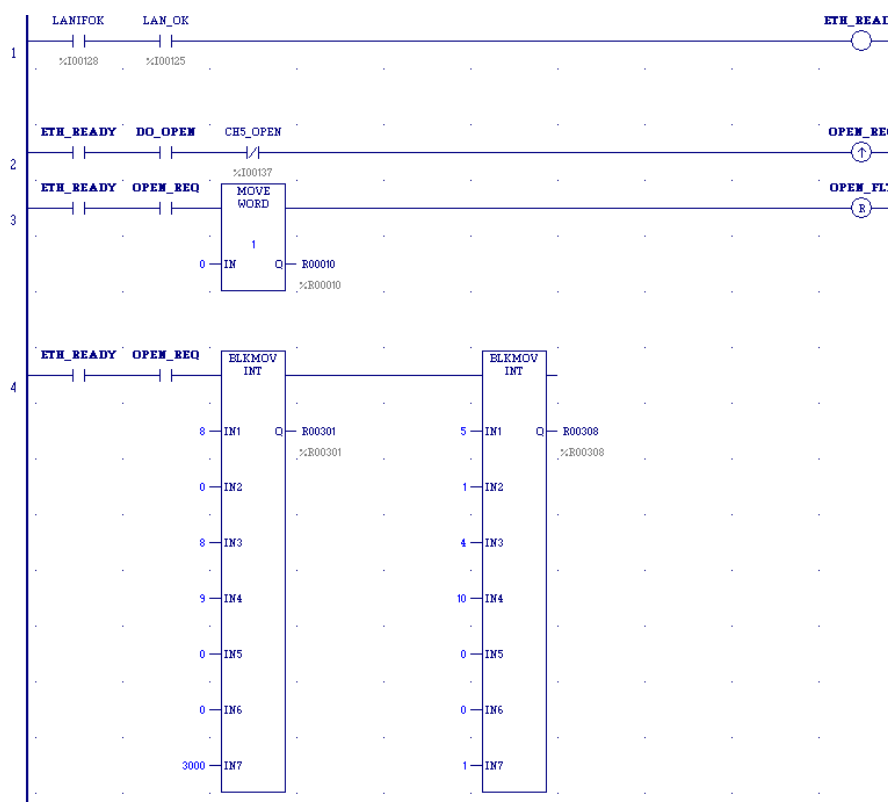 LANIFOK LAN_OK
1
%I00128 %I00125
ETH_READY DO_OPEN CH5_OPEN
2
%I00137
ETH_READY OPEN_REQ MOVE WORD
3
R
1
0 IN Q R00010
%R00010
ETH_READY OPEN_REQ BLKMOV INT BLKMOV INT
4
8 IN1 Q R00301 5 IN1 Q R00308
%R00301 %R00308
0 IN2 1 IN2
8 IN3 4 IN3
9 IN4 10 IN4
0 IN5 0 IN5
0 IN6 0 IN6
3000 IN7 1 IN7